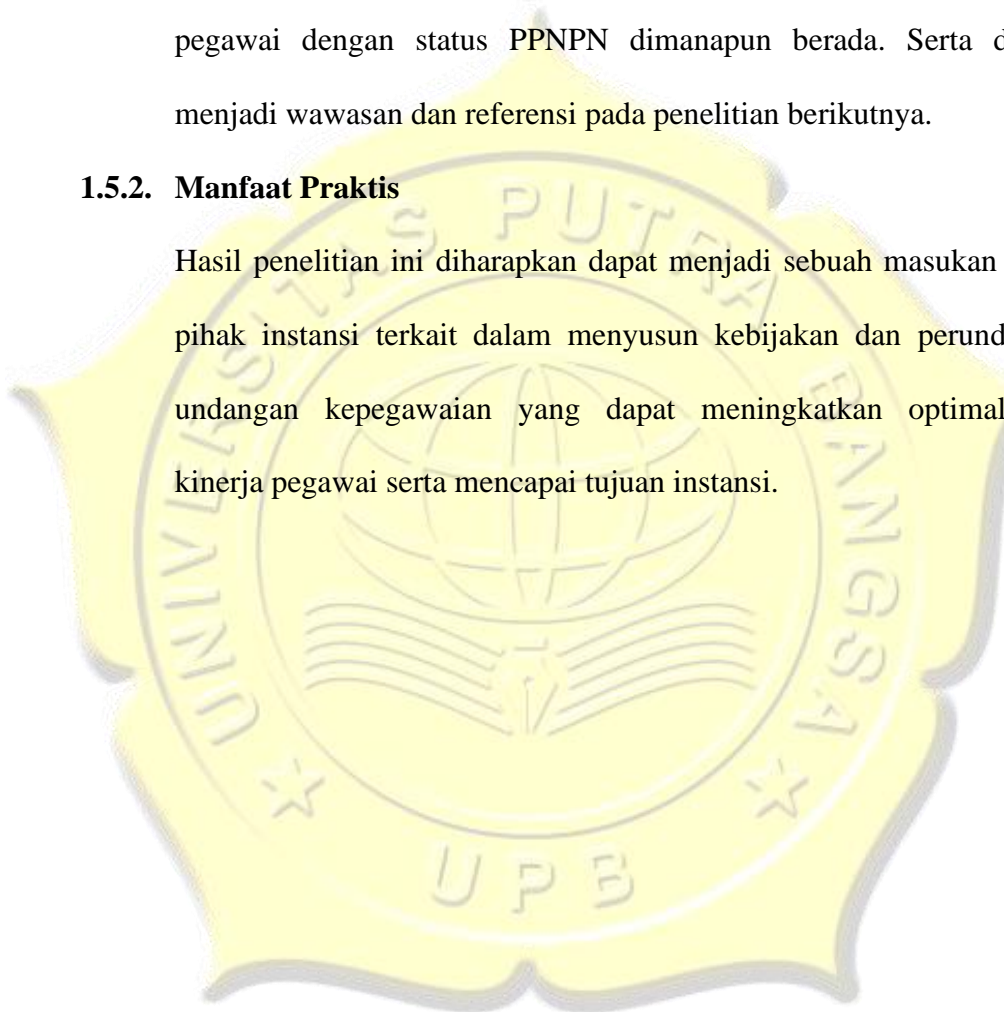 pegawai dengan status PPNPN dimanapun berada. Serta d
menjadi wawasan dan referensi pada penelitian berikutnya.
1.5.2. Manfaat Praktis
Hasil penelitian ini diharapkan dapat menjadi sebuah masukan
pihak instansi terkait dalam menyusun kebijakan dan perund
undangan kepegawaian yang dapat meningkatkan optimal
kinerja pegawai serta mencapai tujuan instansi.
UNIVERSITAS PUTRA BANGSA
UPB